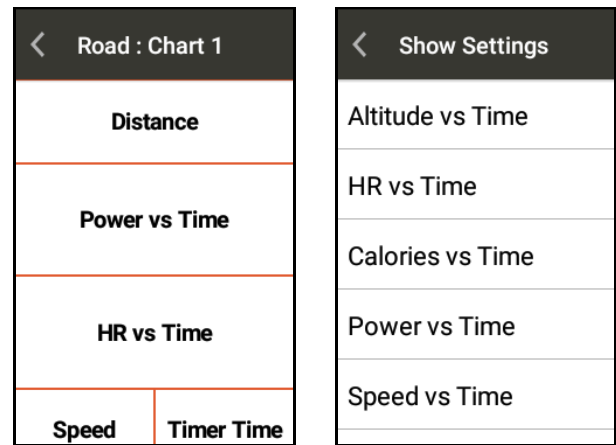 Road : Chart 1
Distance
Power vs Time
HR vs Time
Speed
Timer Time
Show Settings
Altitude vs Time
HR vs Time
Calories vs Time
Power vs Time
Speed vs Time